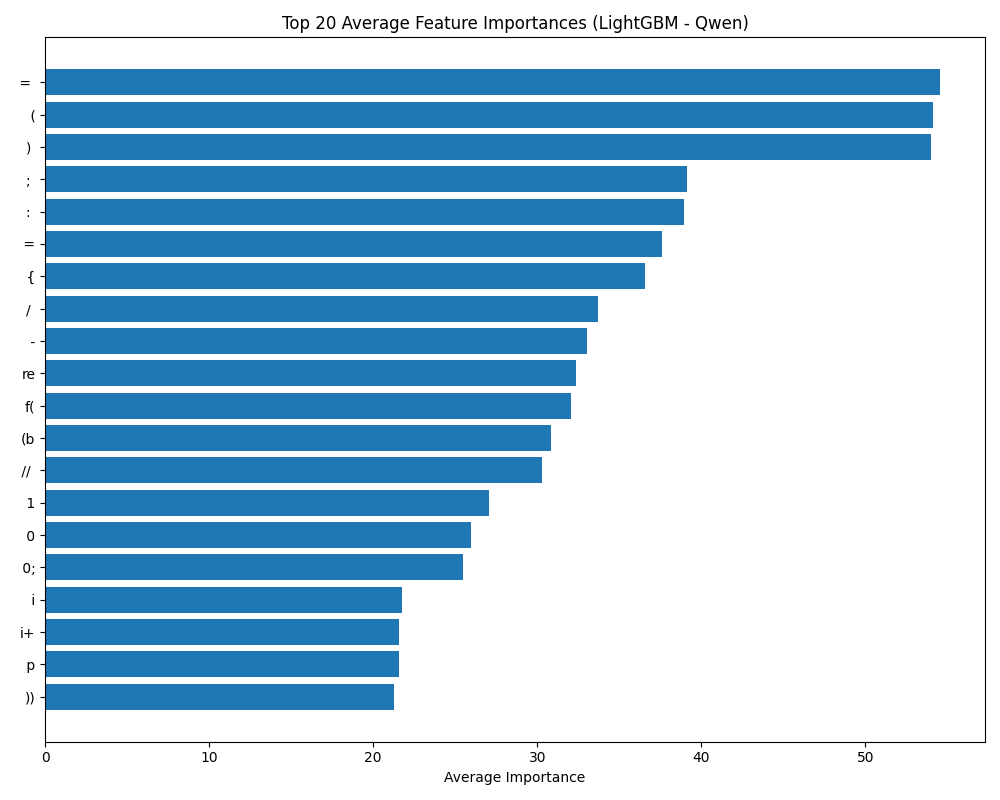 Top 20 Average Feature Importances (LightGBM - Qwen)
=
(
)
;
:
=
{
/
-
re
f(
(b
//
1
0
0;
i
i+
p
))
0 10 20 30 40 50
Average Importance